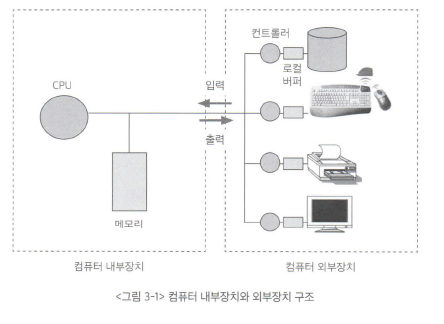 컨트롤러
CPU
입력
로컬
버퍼
출력
메모리
컴퓨터 내부장치
컴퓨터 외부장치
<그림 3-1> 컴퓨터 내부장치와 외부장치 구조